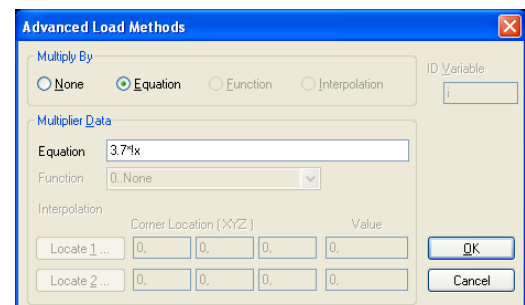 Advanced Load Methods
Multiply By
None Equation Function Interpolation
ID Variable
i
Multiplier Data
Equation 3.7*!x
Function 0..None
Interpolation
Corner Location ( XYZ ) Value
Locate 1 ... 0, 0, 0, 0,
OK
Locate 2 ... 0, 0, 0, 0,
Cancel